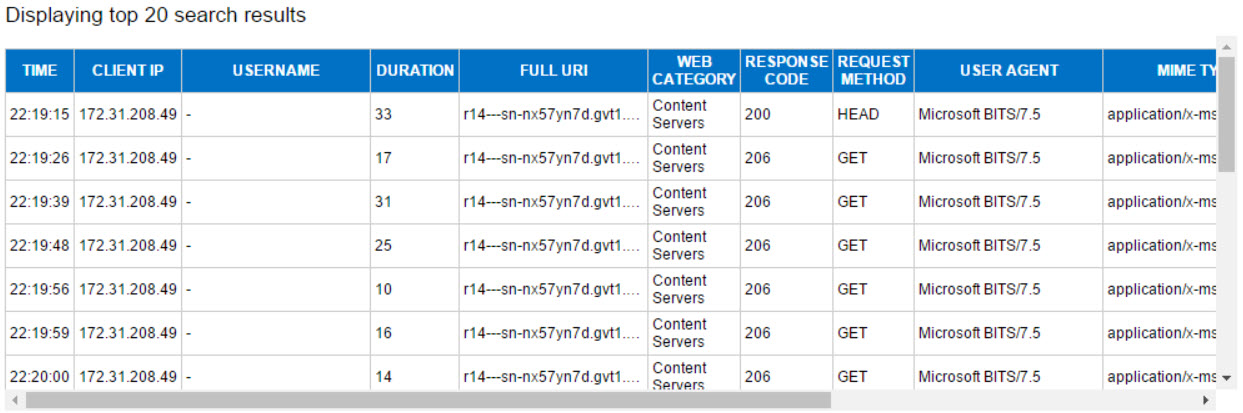 Displaying top 20 search results
TIME CLIENT IP USERNAME DURATION FULL URI WEB CATEGORY RESPONSE CODE REQUEST METHOD USER AGENT MIME TY
22:19:15 172.31.208.49 - 33 r14---sn-nx57yn7d.gvt1.... Content Servers 200 HEAD Microsoft BITS/7.5 application/x-ms
22:19:26 172.31.208.49 - 17 r14---sn-nx57yn7d.gvt1.... Content Servers 206 GET Microsoft BITS/7.5 application/x-ms
22:19:39 172.31.208.49 - 31 r14---sn-nx57yn7d.gvt1.... Content Servers 206 GET Microsoft BITS/7.5 application/x-ms
22:19:48 172.31.208.49 - 25 r14---sn-nx57yn7d.gvt1.... Content Servers 206 GET Microsoft BITS/7.5 application/x-ms
22:19:56 172.31.208.49 - 10 r14---sn-nx57yn7d.gvt1.... Content Servers 206 GET Microsoft BITS/7.5 application/x-ms
22:19:59 172.31.208.49 - 16 r14---sn-nx57yn7d.gvt1.... Content Servers 206 GET Microsoft BITS/7.5 application/x-ms
22:20:00 172.31.208.49 - 14 r14---sn-nx57yn7d.gvt1.... Content Servers 206 GET Microsoft BITS/7.5 application/x-ms